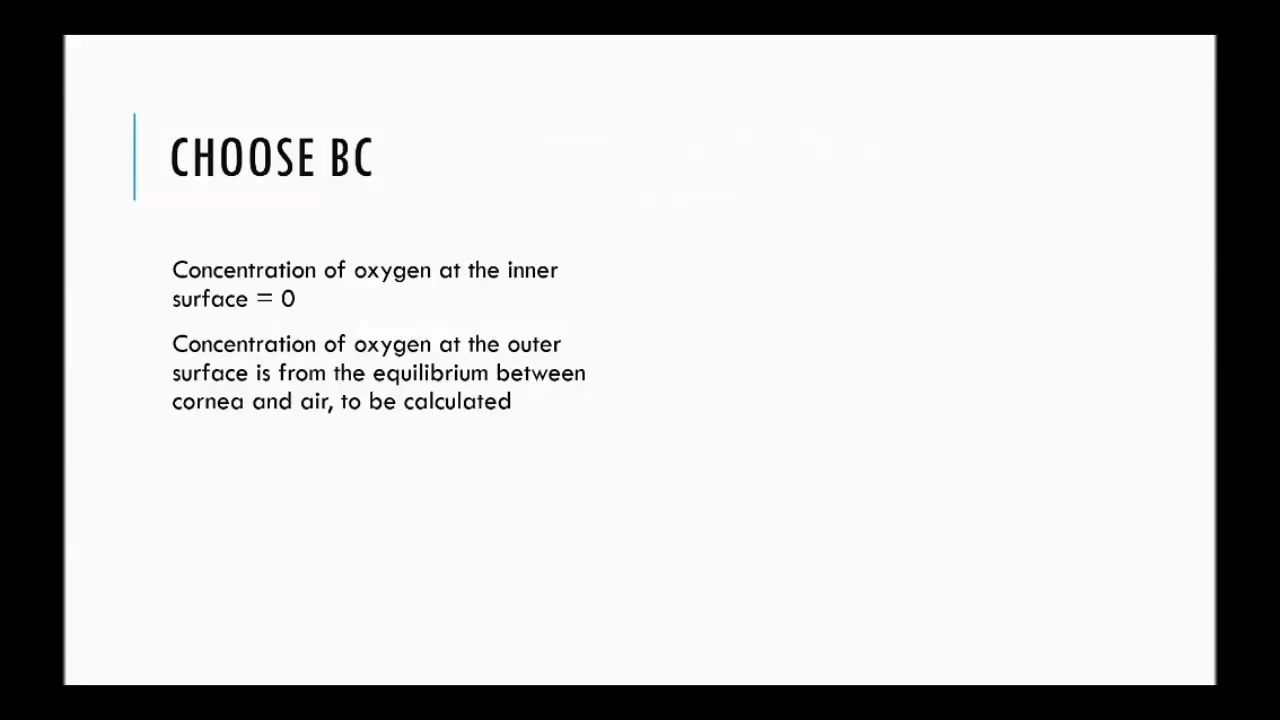 CHOOSE BC
Concentration of oxygen at the inner
surface = 0
Concentration of oxygen at the outer
surface is from the equilibrium between
cornea and air, to be calculated